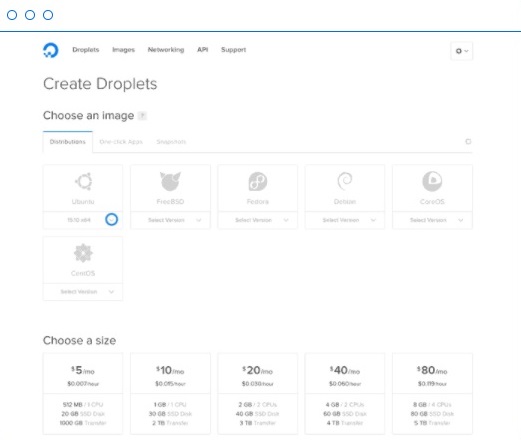 Droplets Images Networking API Support
Create Droplets
Choose an image ?
Distributions One-click Apps Snapshots
Ubuntu FreeBSD Fedora Debian CoreOS
15.10 x64 Select Version Select Version Select Version Select Version
CentOS
Select Version
Choose a size
$5/mo $10/mo $20/mo $40/mo $80/mo
$0.007/hour $0.015/hour $0.030/hour $0.060/hour $0.119/hour
512 MB / 1 CPU 1 GB / 1 CPU 2 GB / 2 CPUs 4 GB / 2 CPUs 8 GB / 4 CPUs
20 GB SSD Disk 30 GB SSD Disk 40 GB SSD Disk 60 GB SSD Disk 80 GB SSD Disk
1000 GB Transfer 2 TB Transfer 3 TB Transfer 4 TB Transfer 5 TB Transfer